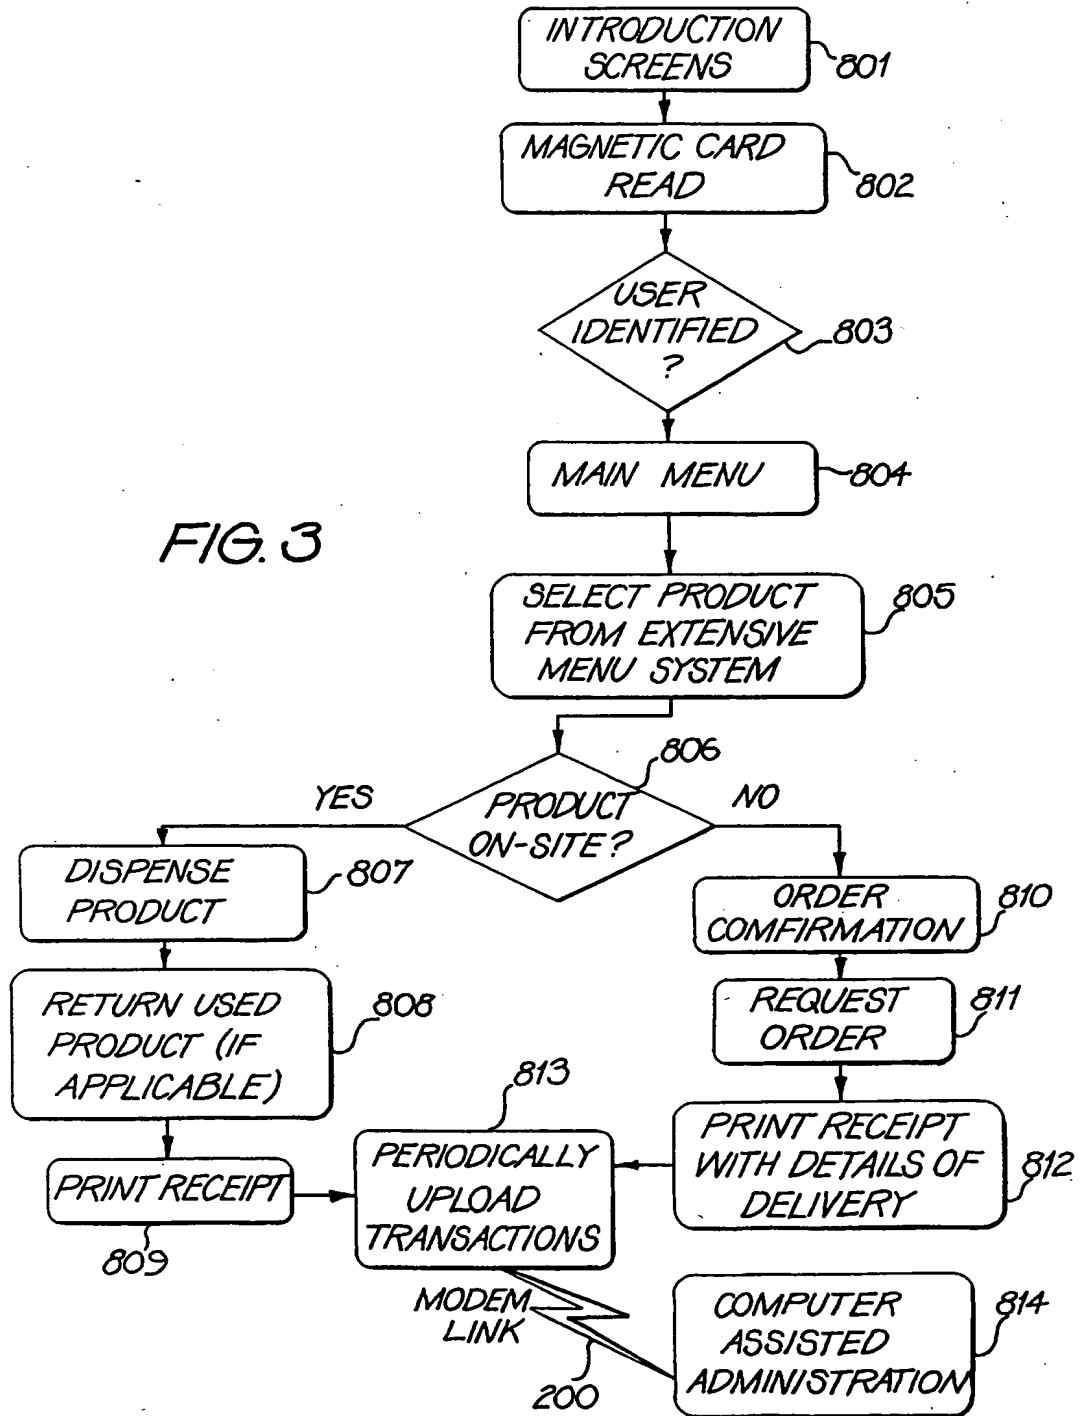 INTRODUCTION
SCREENS
801
MAGNETIC CARD
READ
802
USER
IDENTIFIED
?
803
MAIN MENU
804
FIG. 3
SELECT PRODUCT
FROM EXTENSIVE
MENU SYSTEM
805
806
YES
PRODUCT
ON-SITE?
NO
DISPENSE
PRODUCT
807
ORDER
COMFIRMATION
810
RETURN USED
PRODUCT (IF
APPLICABLE)
808
REQUEST
ORDER
811
813
PRINT RECEIPT
809
PERIODICALLY
UPLOAD
TRANSACTIONS
PRINT RECEIPT
WITH DETAILS OF
DELIVERY
812
MODEM
LINK
200
COMPUTER
ASSISTED
ADMINISTRATION
814